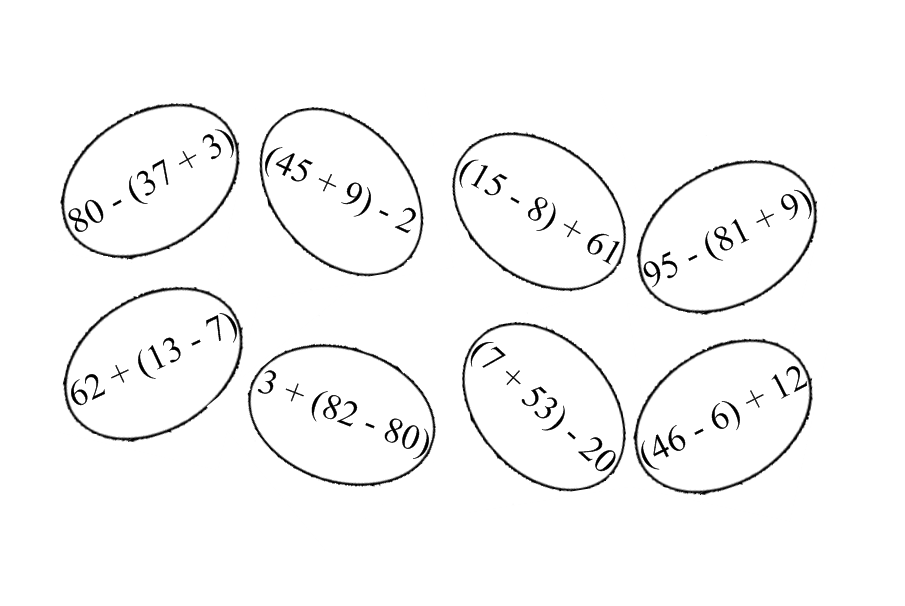 80 - (37 + 3)
(45 + 9) - 2
(15 - 8) + 61
95 - (81 + 9)
62 + (13 - 7)
3 + (82 - 80)
(7 + 53) - 20
(46 - 6) + 12